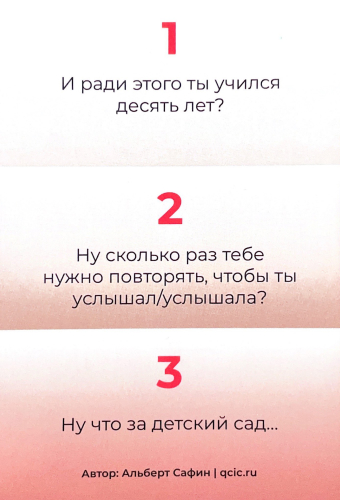 1
И ради этого ты учился
десять лет?
2
Ну сколько раз тебе
нужно повторять, чтобы ты
услышал/услышала?
3
Ну что за детский сад...
Автор: Альберт Сафин | qcic.ru